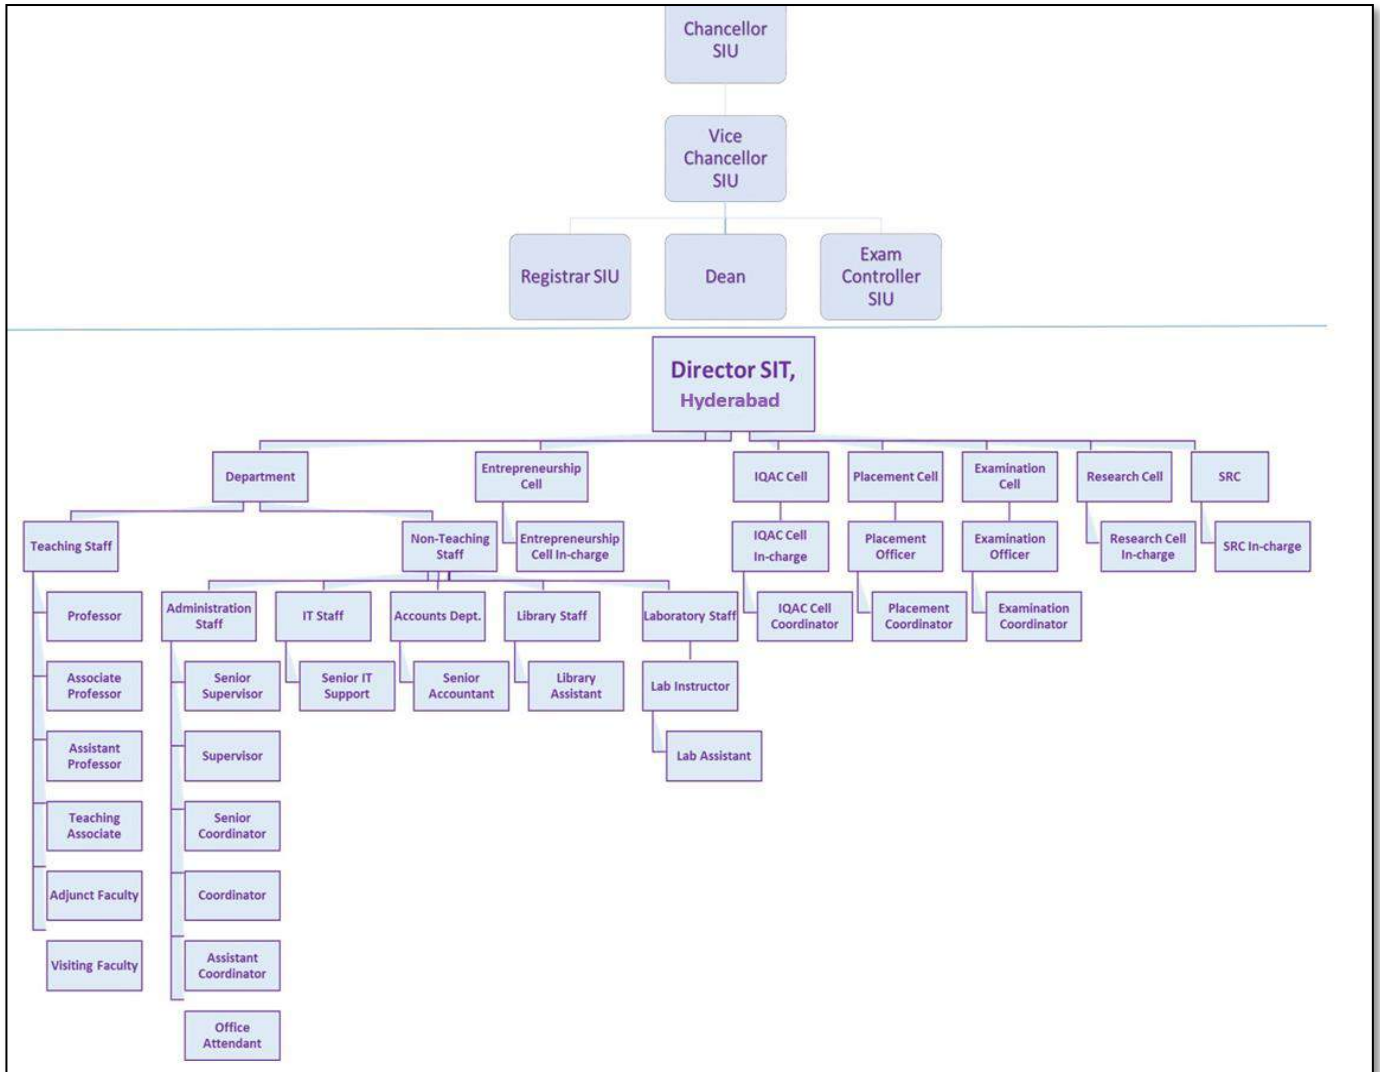 Chancellor
SIU
Vice
Chancellor
SIU
Registrar SIU
Dean
Exam
Controller
SIU
Director SIT,
Hyderabad
Department
Entrepreneurship
Cell
IQAC Cell
Placement Cell
Examination
Cell
Research Cell
SRC
Teaching Staff
Non-Teaching
Staff
Entrepreneurship
Cell In-charge
IQAC Cell
In-charge
Placement
Officer
Examination
Officer
Research Cell
In-charge
SRC In-charge
Professor
Administration
Staff
IT Staff
Accounts Dept.
Library Staff
Laboratory Staff
IQAC Cell
Coordinator
Placement
Coordinator
Examination
Coordinator
Associate
Professor
Senior
Supervisor
Senior IT
Support
Senior
Accountant
Library
Assistant
Lab Instructor
Assistant
Professor
Supervisor
Lab Assistant
Teaching
Associate
Senior
Coordinator
Adjunct Faculty
Coordinator
Visiting Faculty
Assistant
Coordinator
Office
Attendant